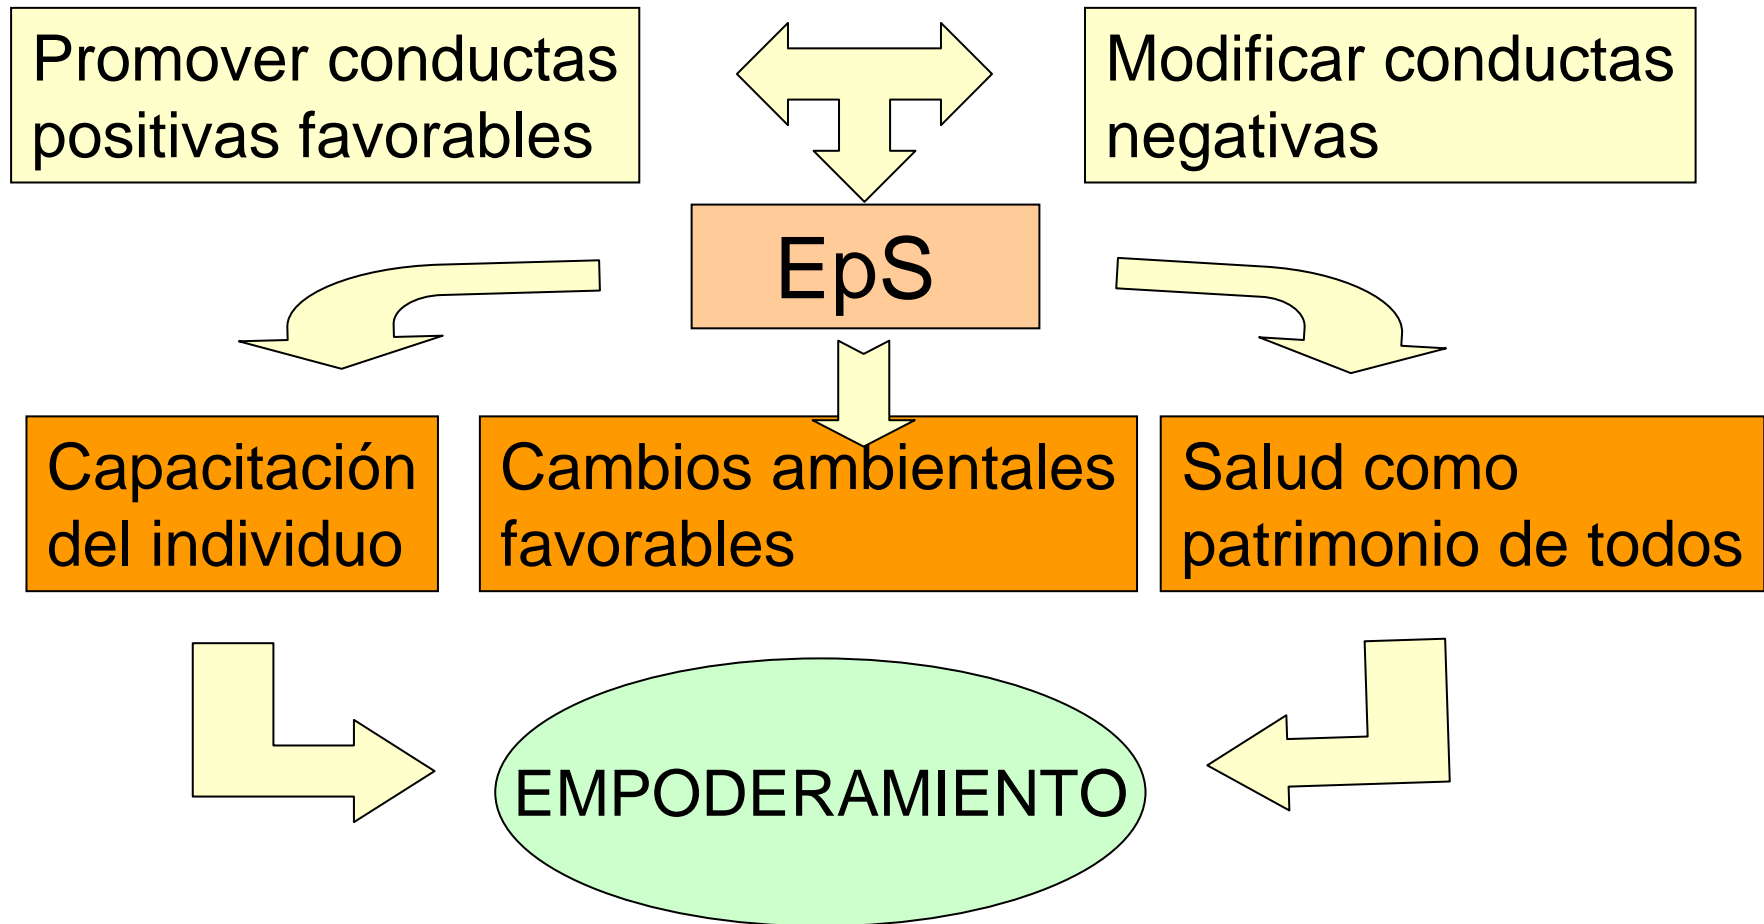 Promover conductas
positivas favorables
Modificar conductas
negativas
EpS
Capacitación
del individuo
Cambios ambientales
favorables
Salud como
patrimonio de todos
EMPODERAMIENTO